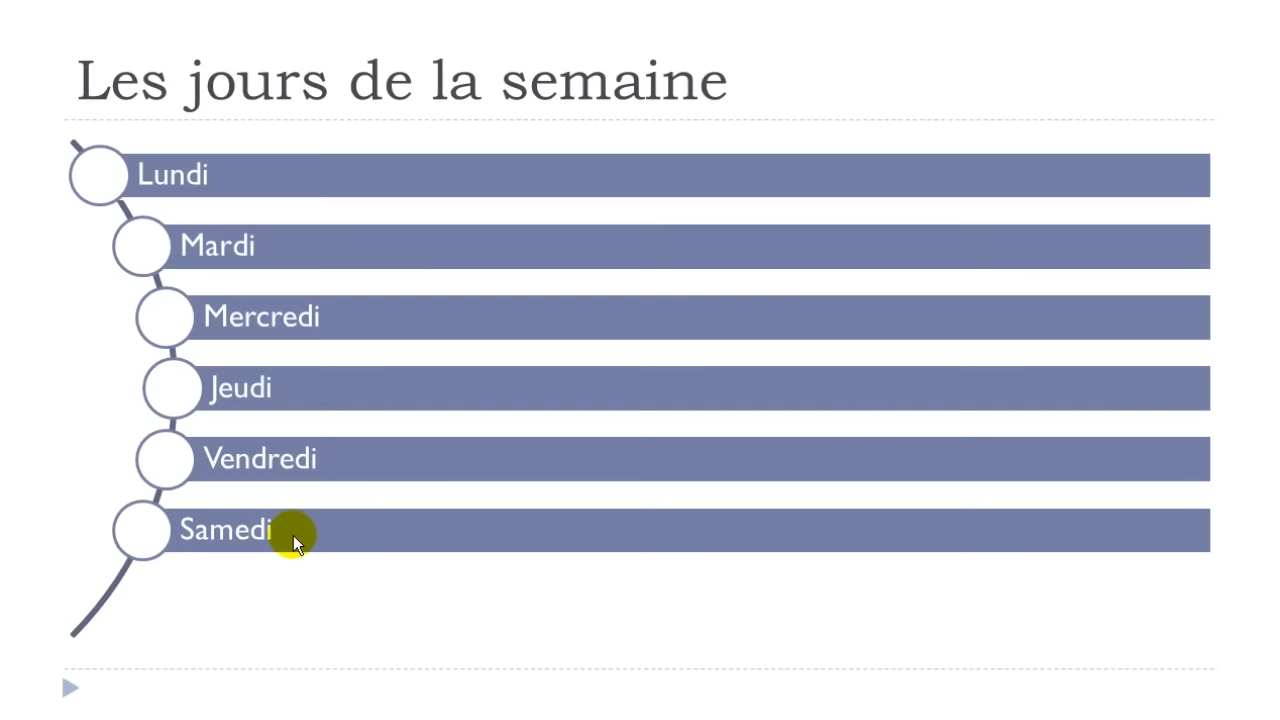 Les jours de la semaine
Lundi
Mardi
Mercredi
Jeudi
Vendredi
Samedi